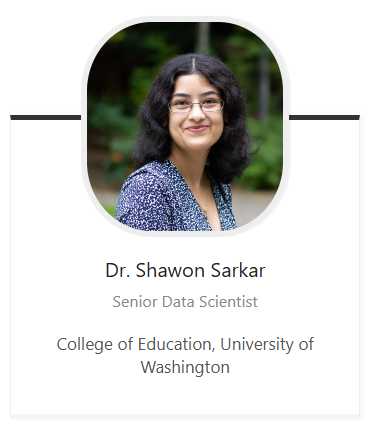 Dr. Shawon Sarkar
Senior Data Scientist
College of Education, University of
Washington